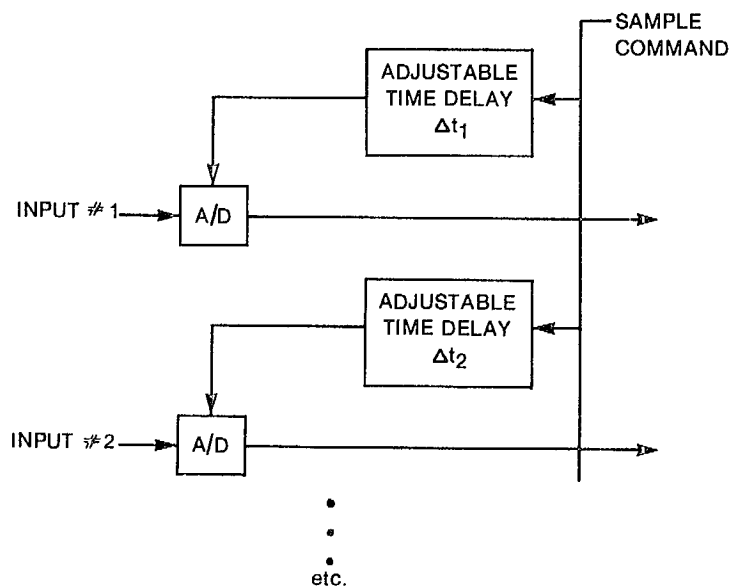 SAMPLE
COMMAND
ADJUSTABLE
TIME DELAY
Δt₁
INPUT #1
A/D
ADJUSTABLE
TIME DELAY
Δt₂
INPUT #2
A/D
etc.